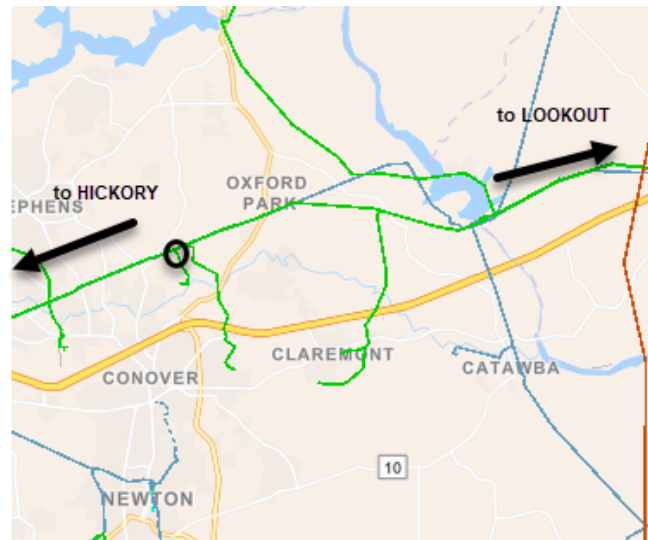 to LOOKOUT
to HICKORY
EPHENS
OXFORD
PARK
CLAREMONT
CONOVER
CATAWBA
10
NEWTON